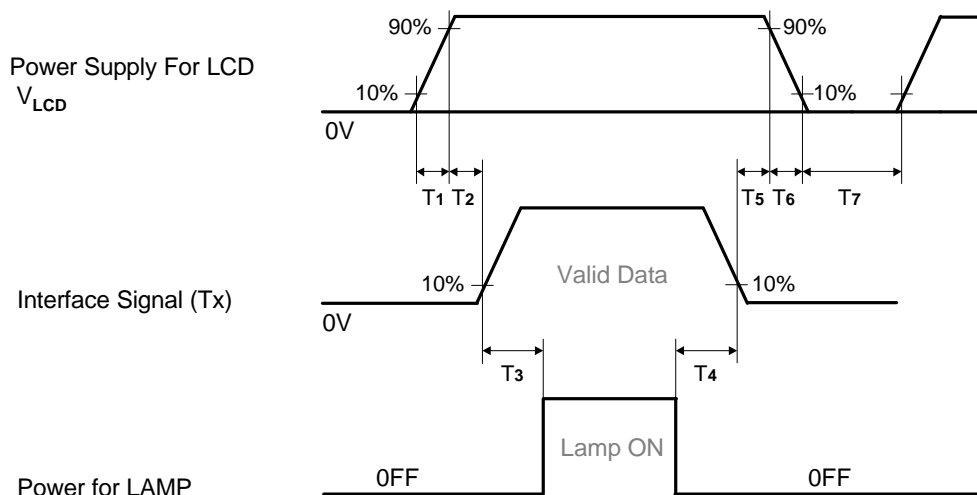 90%
90%
Power Supply For LCD
VLCD
10%
10%
0V
T1
T2
T5
T6
T7
Valid Data
10%
10%
Interface Signal (Tx)
0V
T3
T4
Lamp ON
0FF
0FF
Power for LAMP